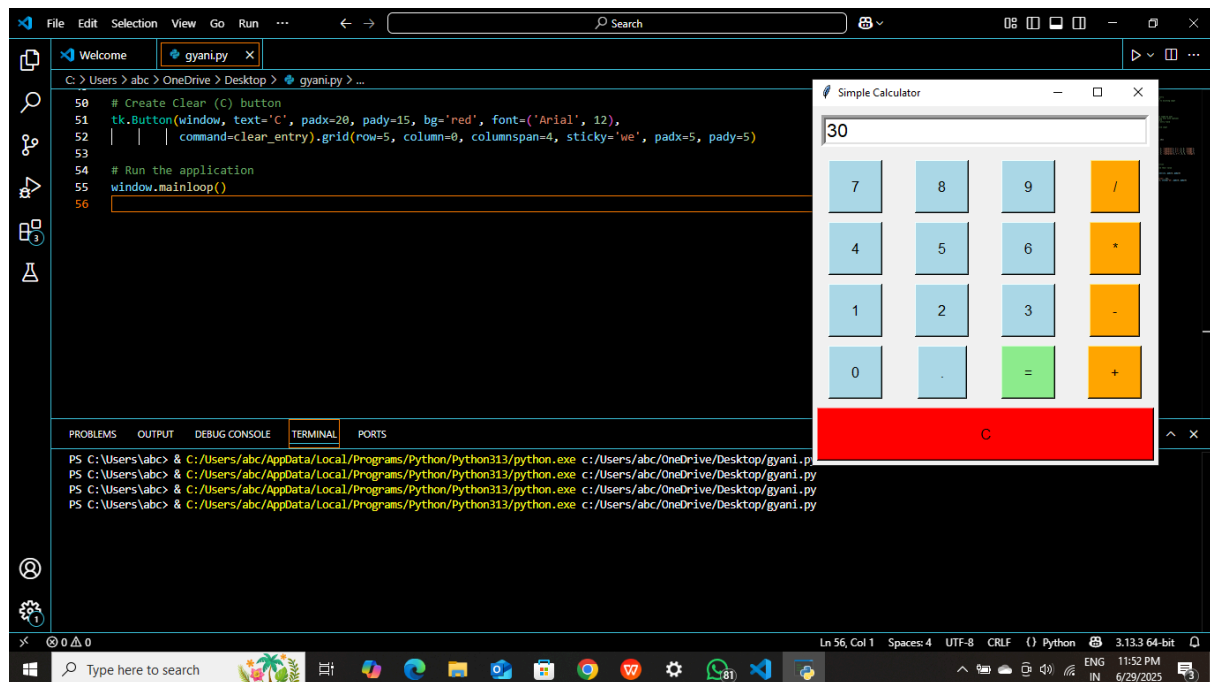 File Edit Selection View Go Run ··· ← → Search
Welcome gyani.py ×
C: > Users > abc > OneDrive > Desktop > gyani.py > ...
50 # Create Clear (C) button
51 tk.Button(window, text='C', padx=20, pady=15, bg='red', font=('Arial', 12),
52 command=clear_entry).grid(row=5, column=0, columnspan=4, sticky='we', padx=5, pady=5)
53
54 # Run the application
55 window.mainloop()
56
Simple Calculator
30
7 8 9 /
4 5 6 *
1 2 3 -
0 . = +
C
PROBLEMS OUTPUT DEBUG CONSOLE TERMINAL PORTS
PS C:\Users\abc> & C:/Users/abc/AppData/Local/Programs/Python/Python313/python.exe c:/Users/abc/OneDrive/Desktop/gyani.py
PS C:\Users\abc> & C:/Users/abc/AppData/Local/Programs/Python/Python313/python.exe c:/Users/abc/OneDrive/Desktop/gyani.py
PS C:\Users\abc> & C:/Users/abc/AppData/Local/Programs/Python/Python313/python.exe c:/Users/abc/OneDrive/Desktop/gyani.py
PS C:\Users\abc> & C:/Users/abc/AppData/Local/Programs/Python/Python313/python.exe c:/Users/abc/OneDrive/Desktop/gyani.py
3
1
0 0 Ln 56, Col 1 Spaces: 4 UTF-8 CRLF {} Python 3.13.3 64-bit
Type here to search 81 ENG 11:52 PM
IN 6/29/2025 3